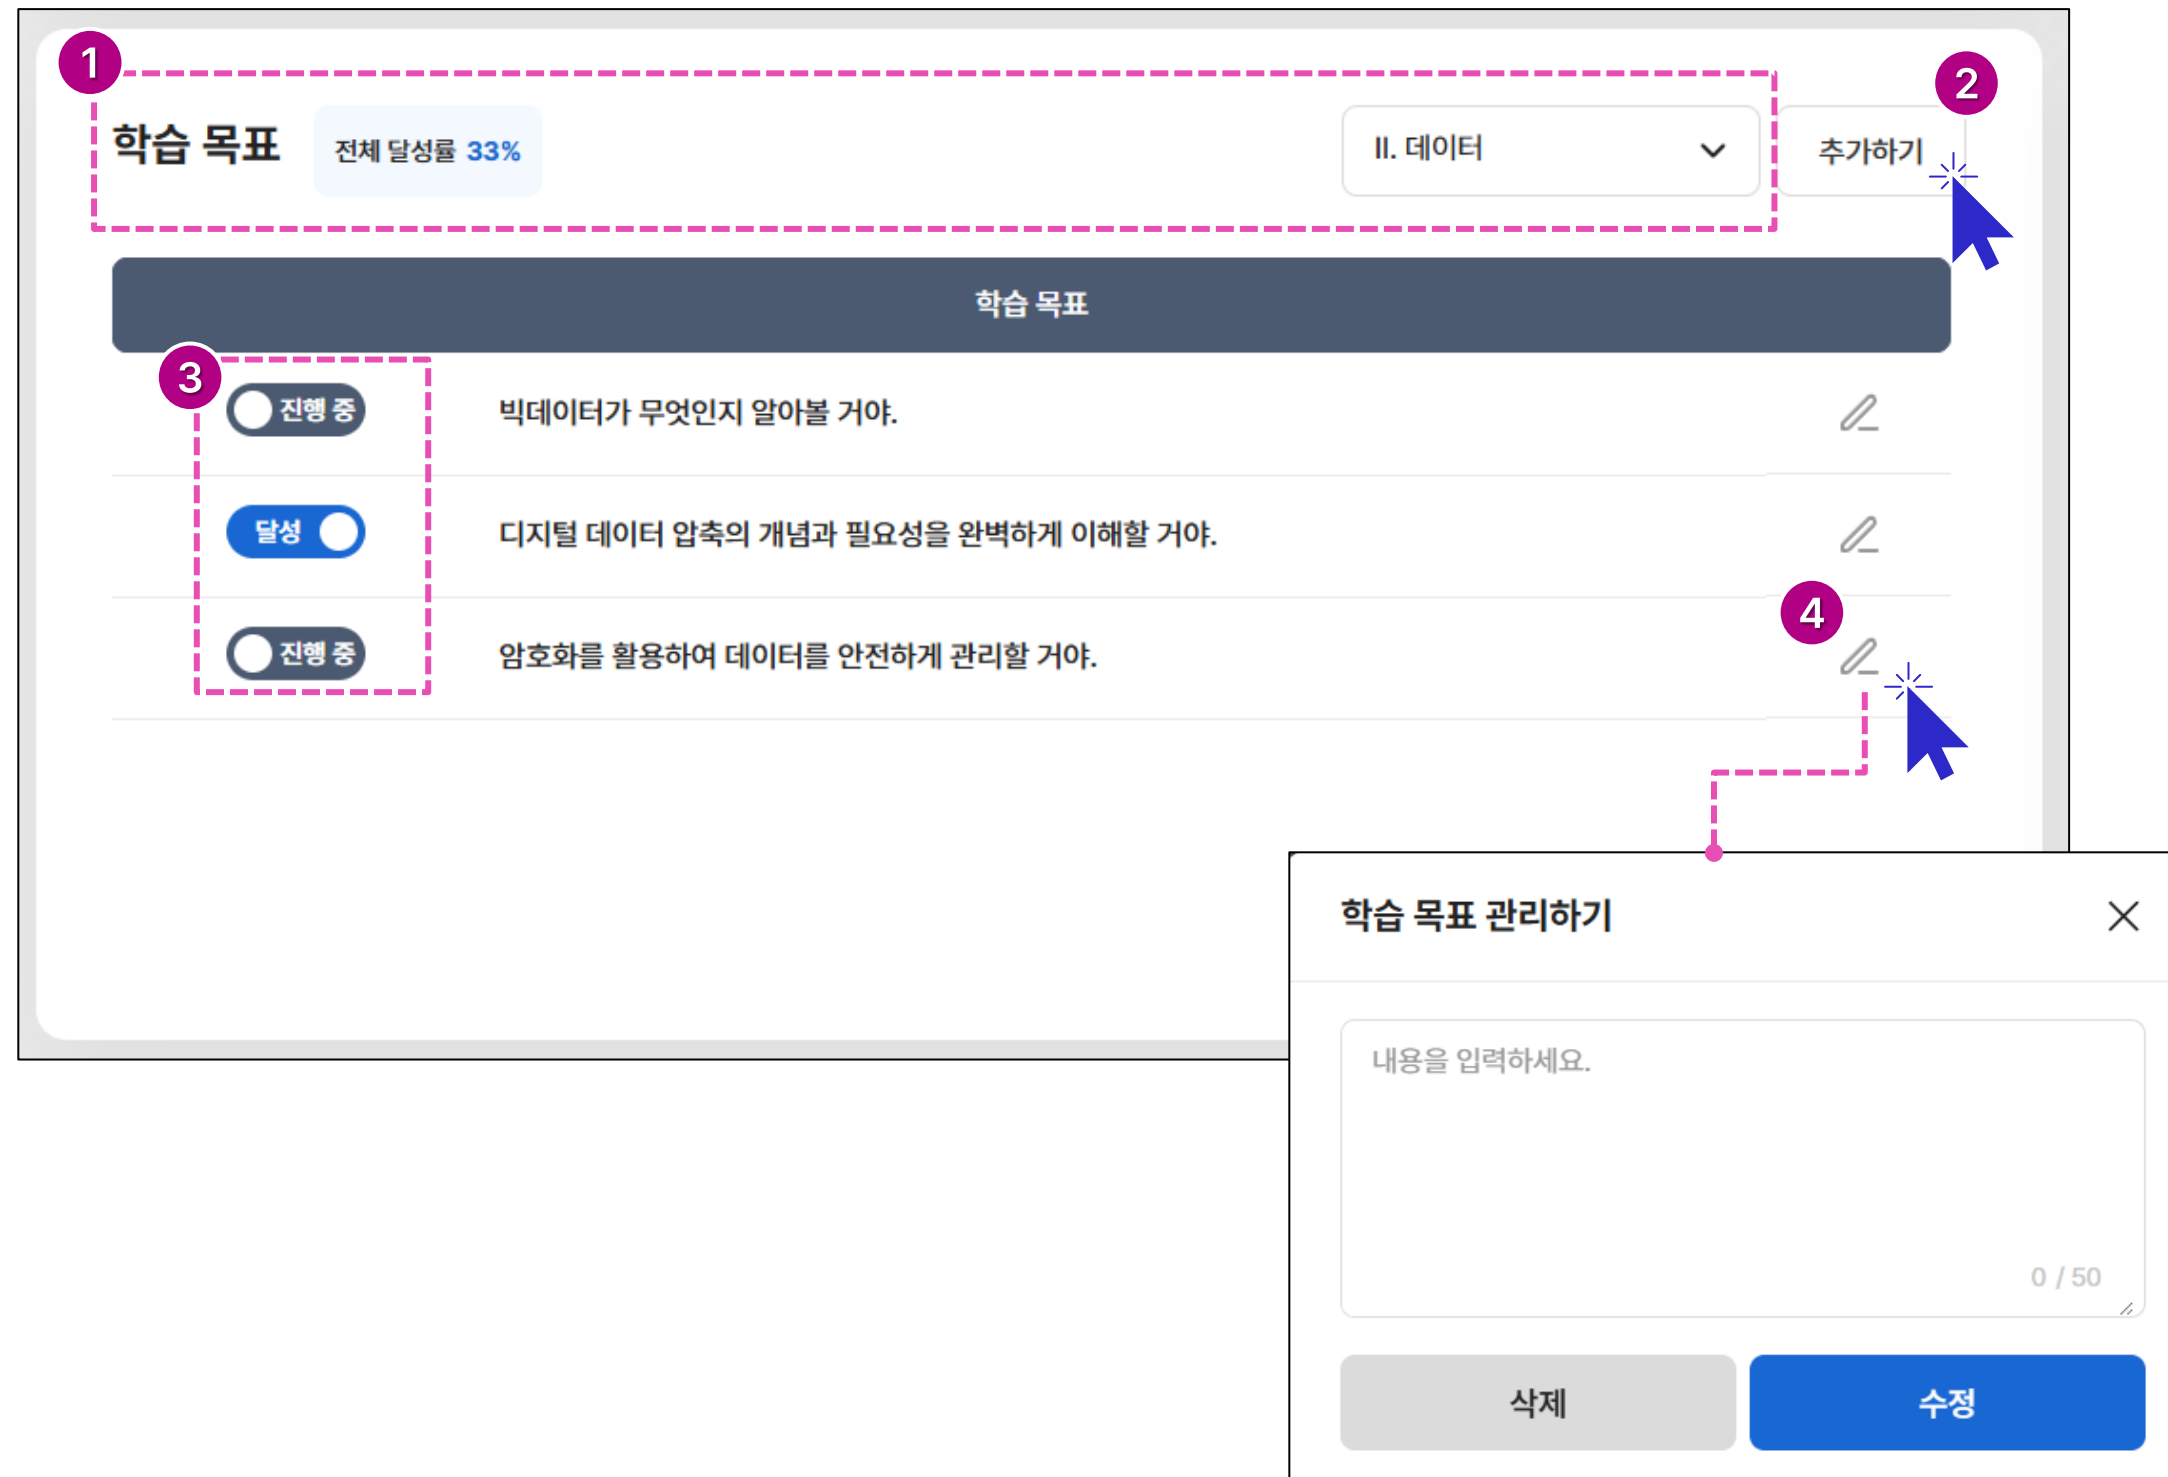 1
2
학습 목표
전체 달성률 33%
II. 데이터
추가하기
학습 목표
3
진행 중
빅데이터가 무엇인지 알아볼 거야.
달성
디지털 데이터 압축의 개념과 필요성을 완벽하게 이해할 거야.
4
진행 중
암호화를 활용하여 데이터를 안전하게 관리할 거야.
학습 목표 관리하기
내용을 입력하세요.
0 / 50
삭제
수정